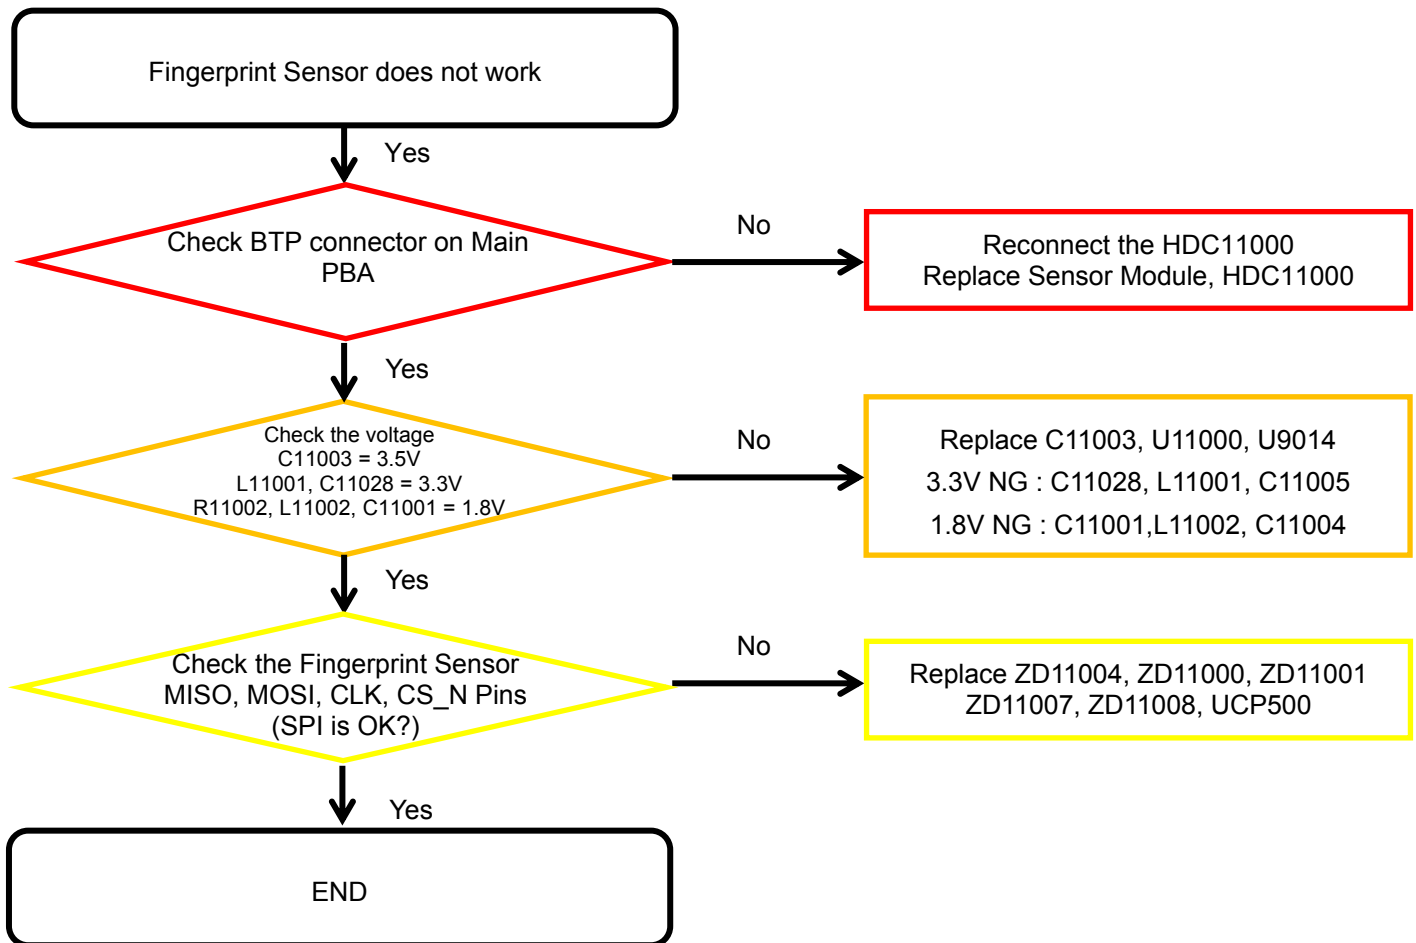 Fingerprint Sensor does not work
Yes
Check BTP connector on Main
PBA
No
Reconnect the HDC11000
Replace Sensor Module, HDC11000
Yes
Check the voltage
C11003 = 3.5V
L11001, C11028 = 3.3V
R11002, L11002, C11001 = 1.8V
No
Replace C11003, U11000, U9014
3.3V NG : C11028, L11001, C11005
1.8V NG : C11001,L11002, C11004
Yes
Check the Fingerprint Sensor
MISO, MOSI, CLK, CS_N Pins
(SPI is OK?)
No
Replace ZD11004, ZD11000, ZD11001
ZD11007, ZD11008, UCP500
Yes
END